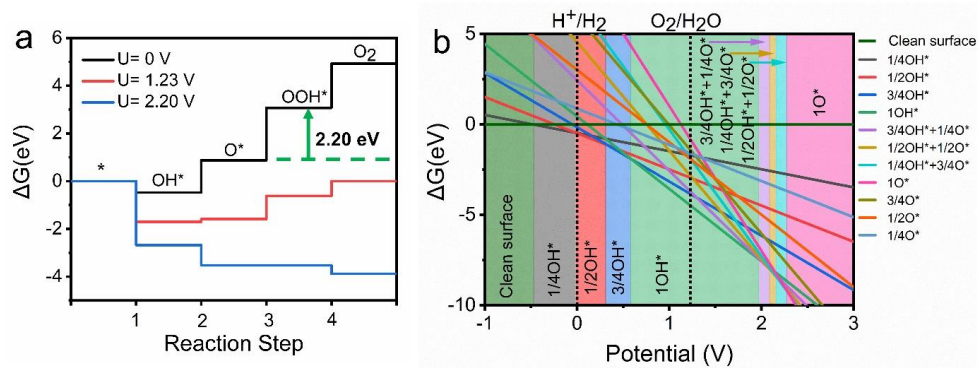 a
ΔG(eV)
6
4
2
0
-2
-4
U= 0 V
U= 1.23 V
U= 2.20 V
*
OH*
O*
OOH*
O2
2.20 eV
1
2
3
4
Reaction Step
b
H⁺/H₂
O₂/H₂O
ΔG(eV)
5
0
-5
-10
Clean surface
1/4OH*
1/2OH*
3/4OH*
1OH*
3/4OH*+1/4O*
1/4OH*+3/4O*
1/2OH*+1/2O*
1O*
-1
0
1
2
3
Potential (V)
Clean surface
1/4OH*
1/2OH*
3/4OH*
1OH*
3/4OH*+1/4O*
1/2OH*+1/2O*
1/4OH*+3/4O*
1O*
3/4O*
1/2O*
1/4O*